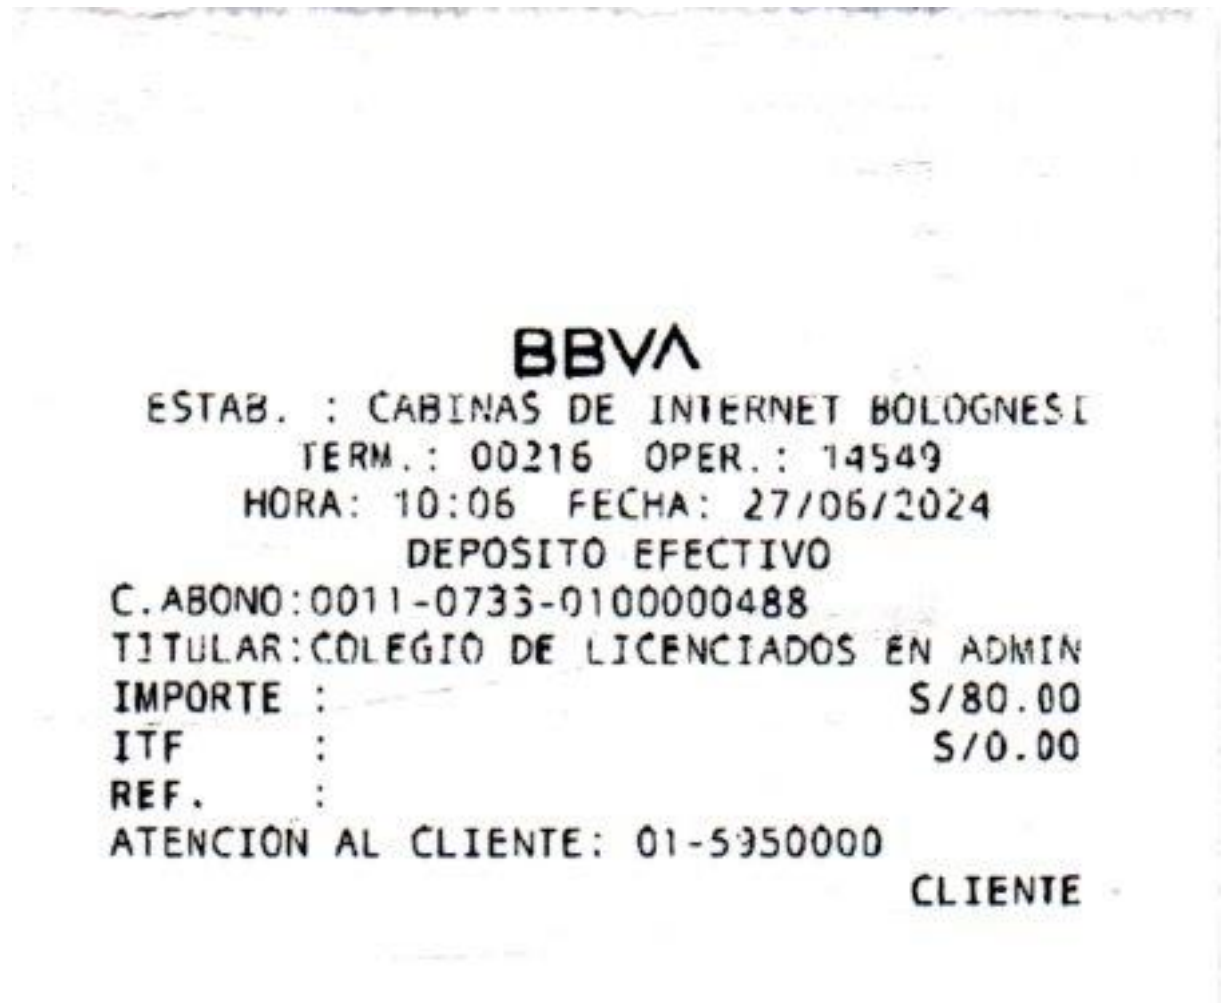 BBVA
ESTAB. : CABINAS DE INTERNET BOLOGNESI
TERM.: 00216 OPER.: 14549
HORA: 10:06 FECHA: 27/06/2024
DEPOSITO EFECTIVO
C.ABONO:0011-0733-0100000488
TITULAR:COLEGIO DE LICENCIADOS EN ADMIN
IMPORTE : S/80.00
ITF : S/0.00
REF. :
ATENCION AL CLIENTE: 01-5950000
CLIENTE